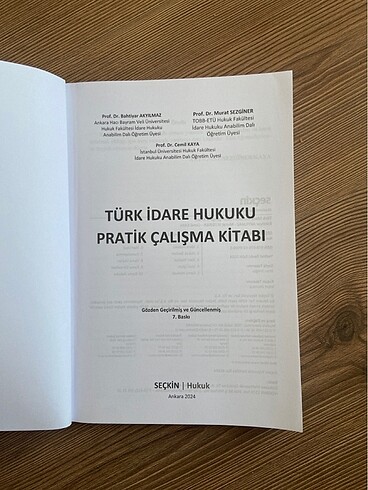 Prof. Dr. Bahtiyar AKYILMAZ
Ankara Hacı Bayram Veli Üniversitesi
Hukuk Fakültesi İdare Hukuku
Anabilim Dalı Öğretim Üyesi
Prof. Dr. Murat SEZGİNER
TOBB-ETÜ Hukuk Fakültesi
İdare Hukuku Anabilim Dalı
Öğretim Üyesi
Prof. Dr. Cemil KAYA
İstanbul Üniversitesi Hukuk Fakültesi
İdare Hukuku Anabilim Dalı Öğretim Üyesi
TÜRK İDARE HUKUKU
PRATİK ÇALIŞMA KİTABI
Gözden Geçirilmiş ve Güncellenmiş
7. Baskı
SEÇKİN | Hukuk
Ankara 2024